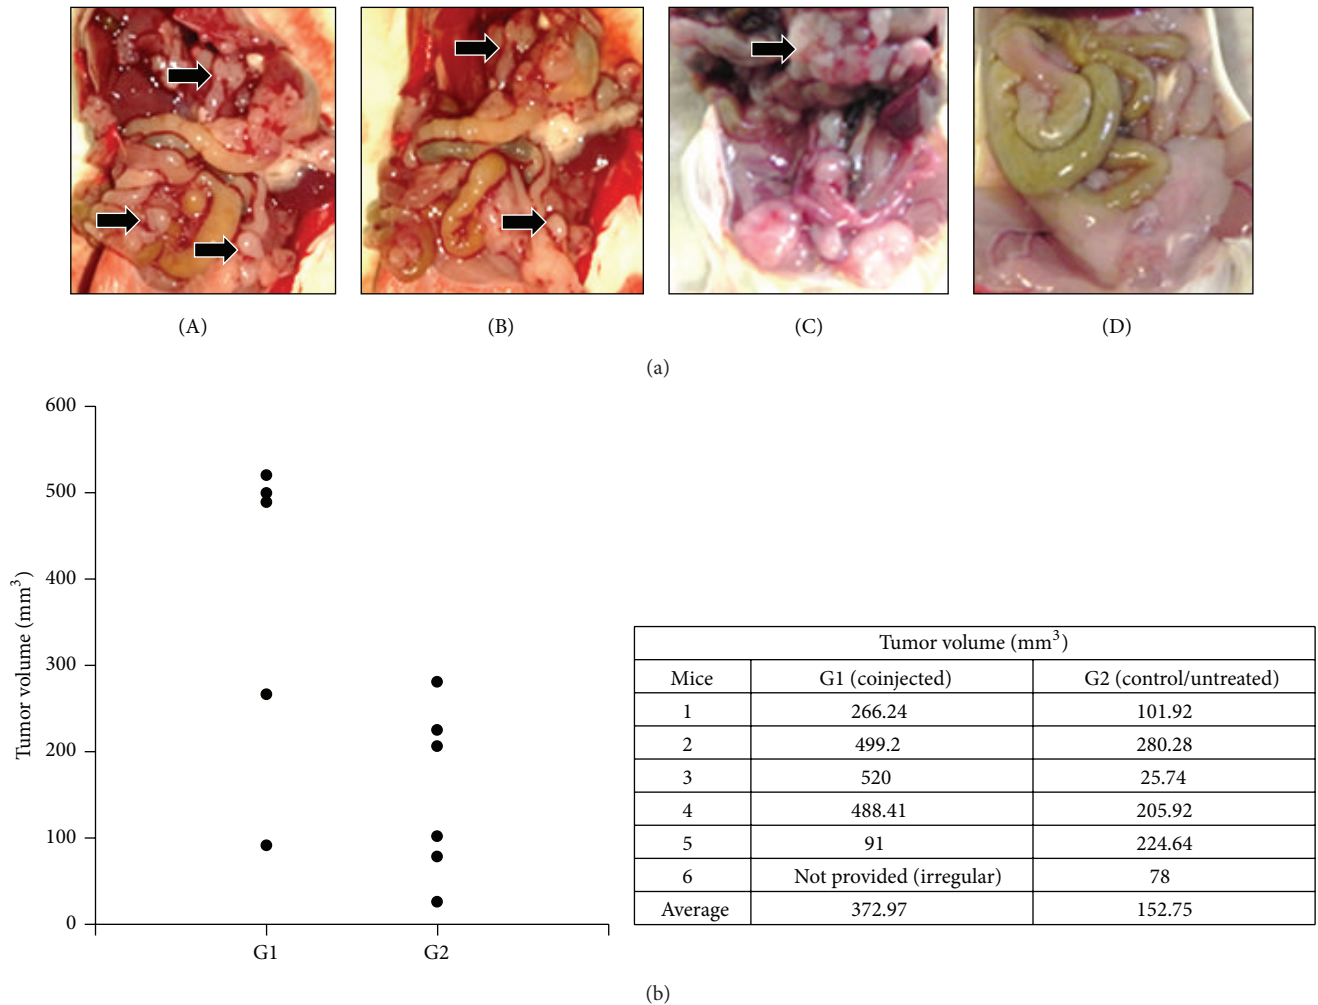 (A) (B) (C) (D)
(a)
600
500
400
300
200
100
0
Tumor volume (mm³)
G1 G2
Tumor volume (mm³)
Mice G1 (coinjected) G2 (control/untreated)
1 266.24 101.92
2 499.2 280.28
3 520 25.74
4 488.41 205.92
5 91 224.64
6 Not provided (irregular) 78
Average 372.97 152.75
(b)